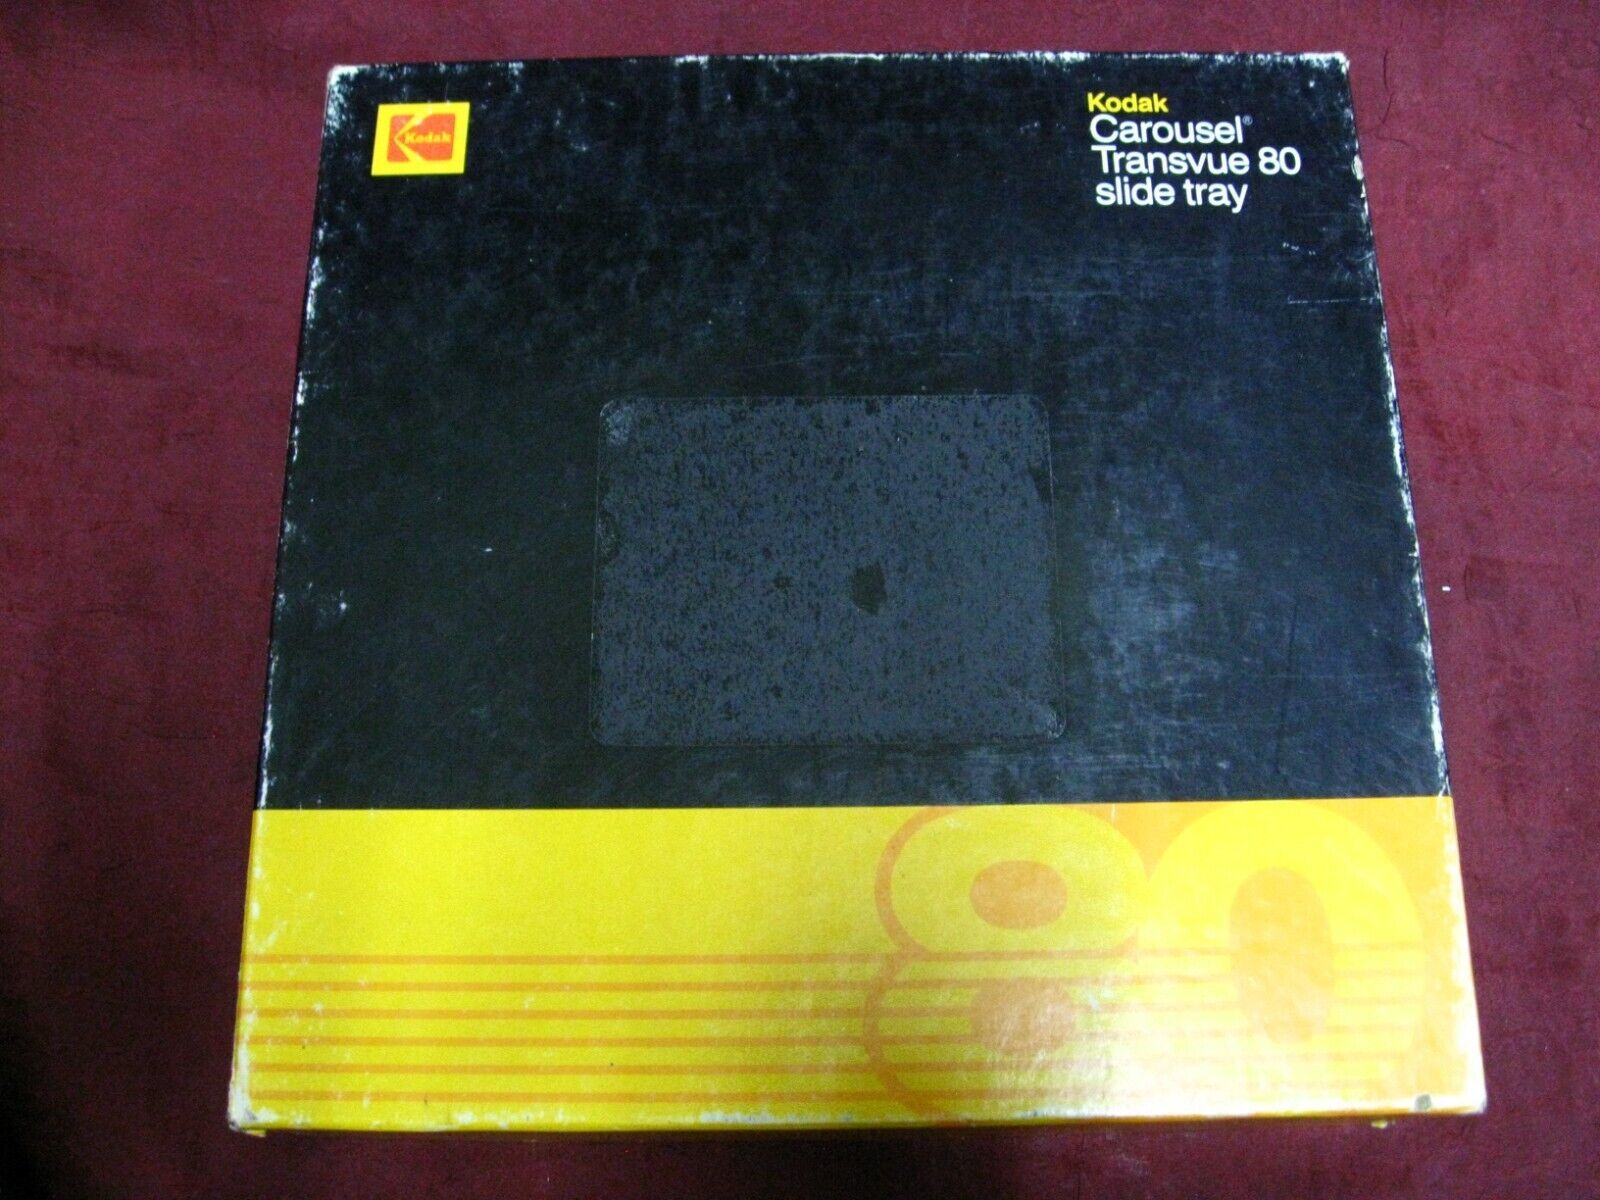 Kodak
Kodak
Carousel®
Transvue 80
slide tray
80